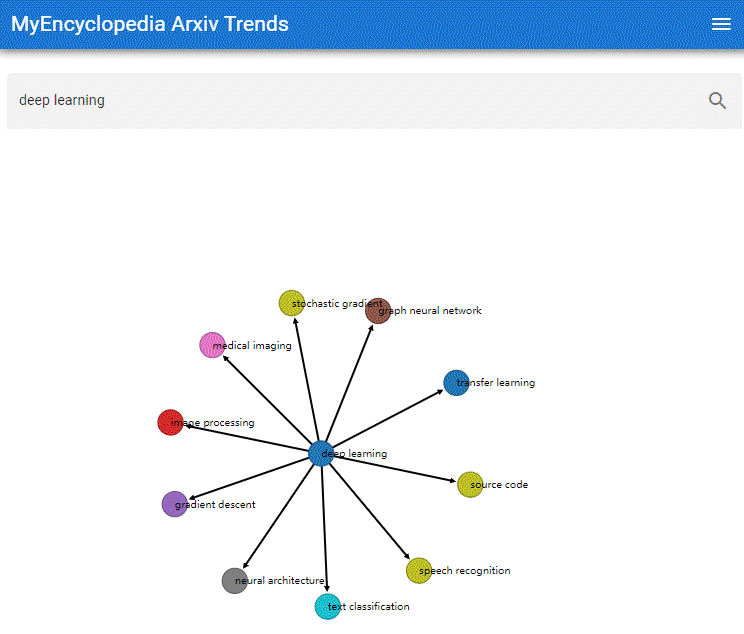 MyEncyclopedia Arxiv Trends
deep learning
stochastic gradient
graph neural network
medical imaging
transfer learning
image processing
deep learning
source code
gradient descent
speech recognition
neural architecture
text classification